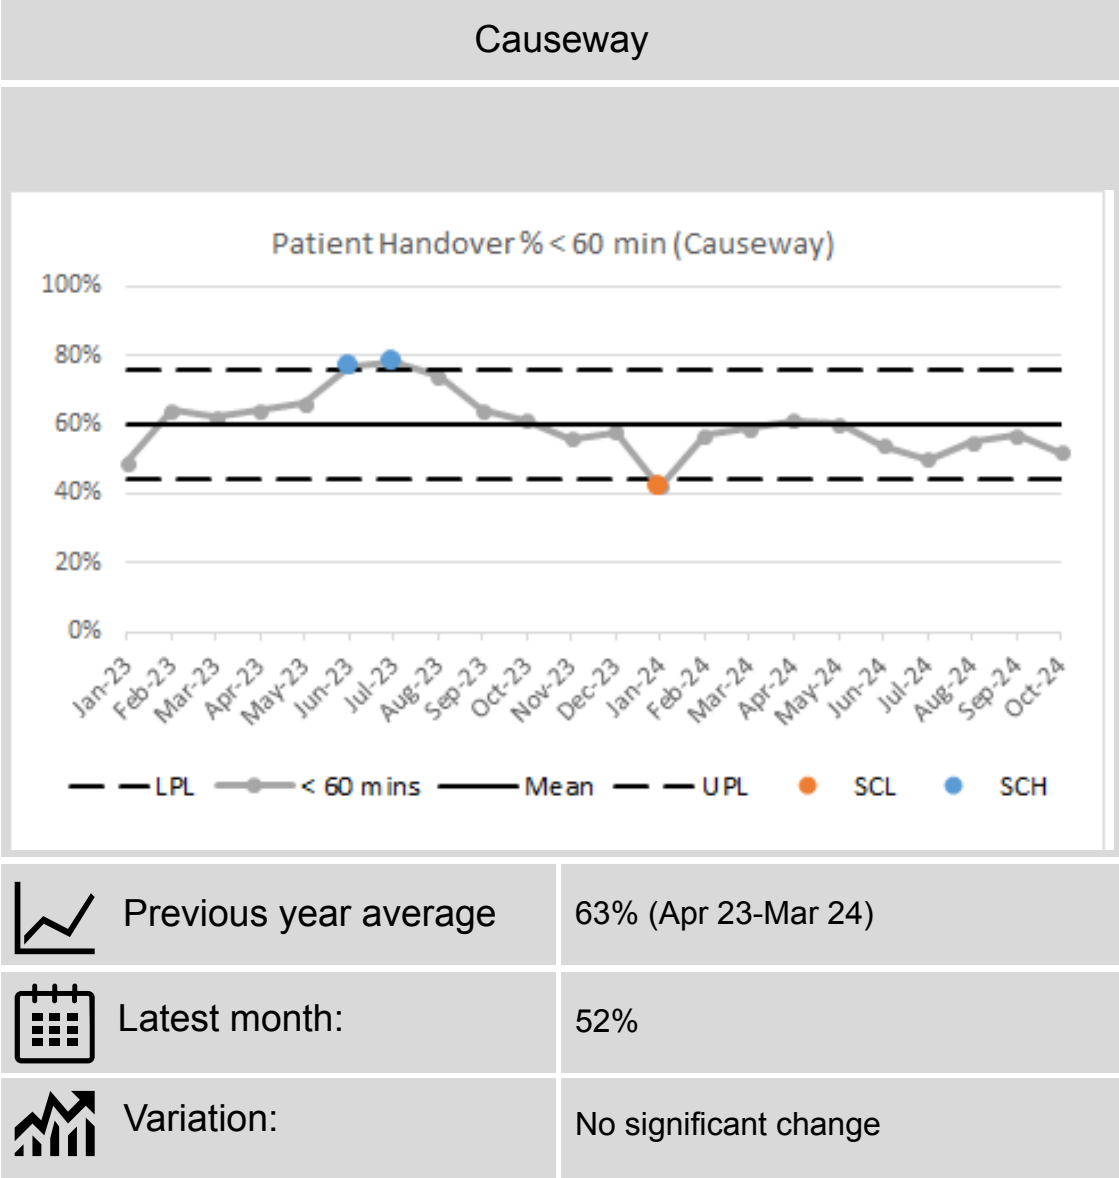 Causeway
Patient Handover % < 60 min (Causeway)
100%
80%
60%
40%
20%
0%
Jan-23
Feb-23
Mar-23
Apr-23
May-23
Jun-23
Jul-23
Aug-23
Sep-23
Oct-23
Nov-23
Dec-23
Jan-24
Feb-24
Mar-24
Apr-24
May-24
Jun-24
Jul-24
Aug-24
Sep-24
Oct-24
LPL < 60 mins Mean UPL SCL SCH
Previous year average 63% (Apr 23-Mar 24)
Latest month: 52%
Variation: No significant change